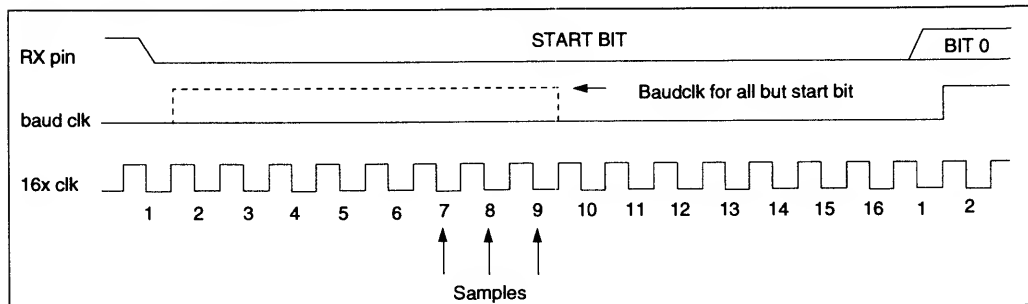 START BIT
RX pin
BIT 0
Baudclk for all but start bit
baud clk
16x clk
1 2 3 4 5 6 7 8 9 10 11 12 13 14 15 16 1 2
Samples